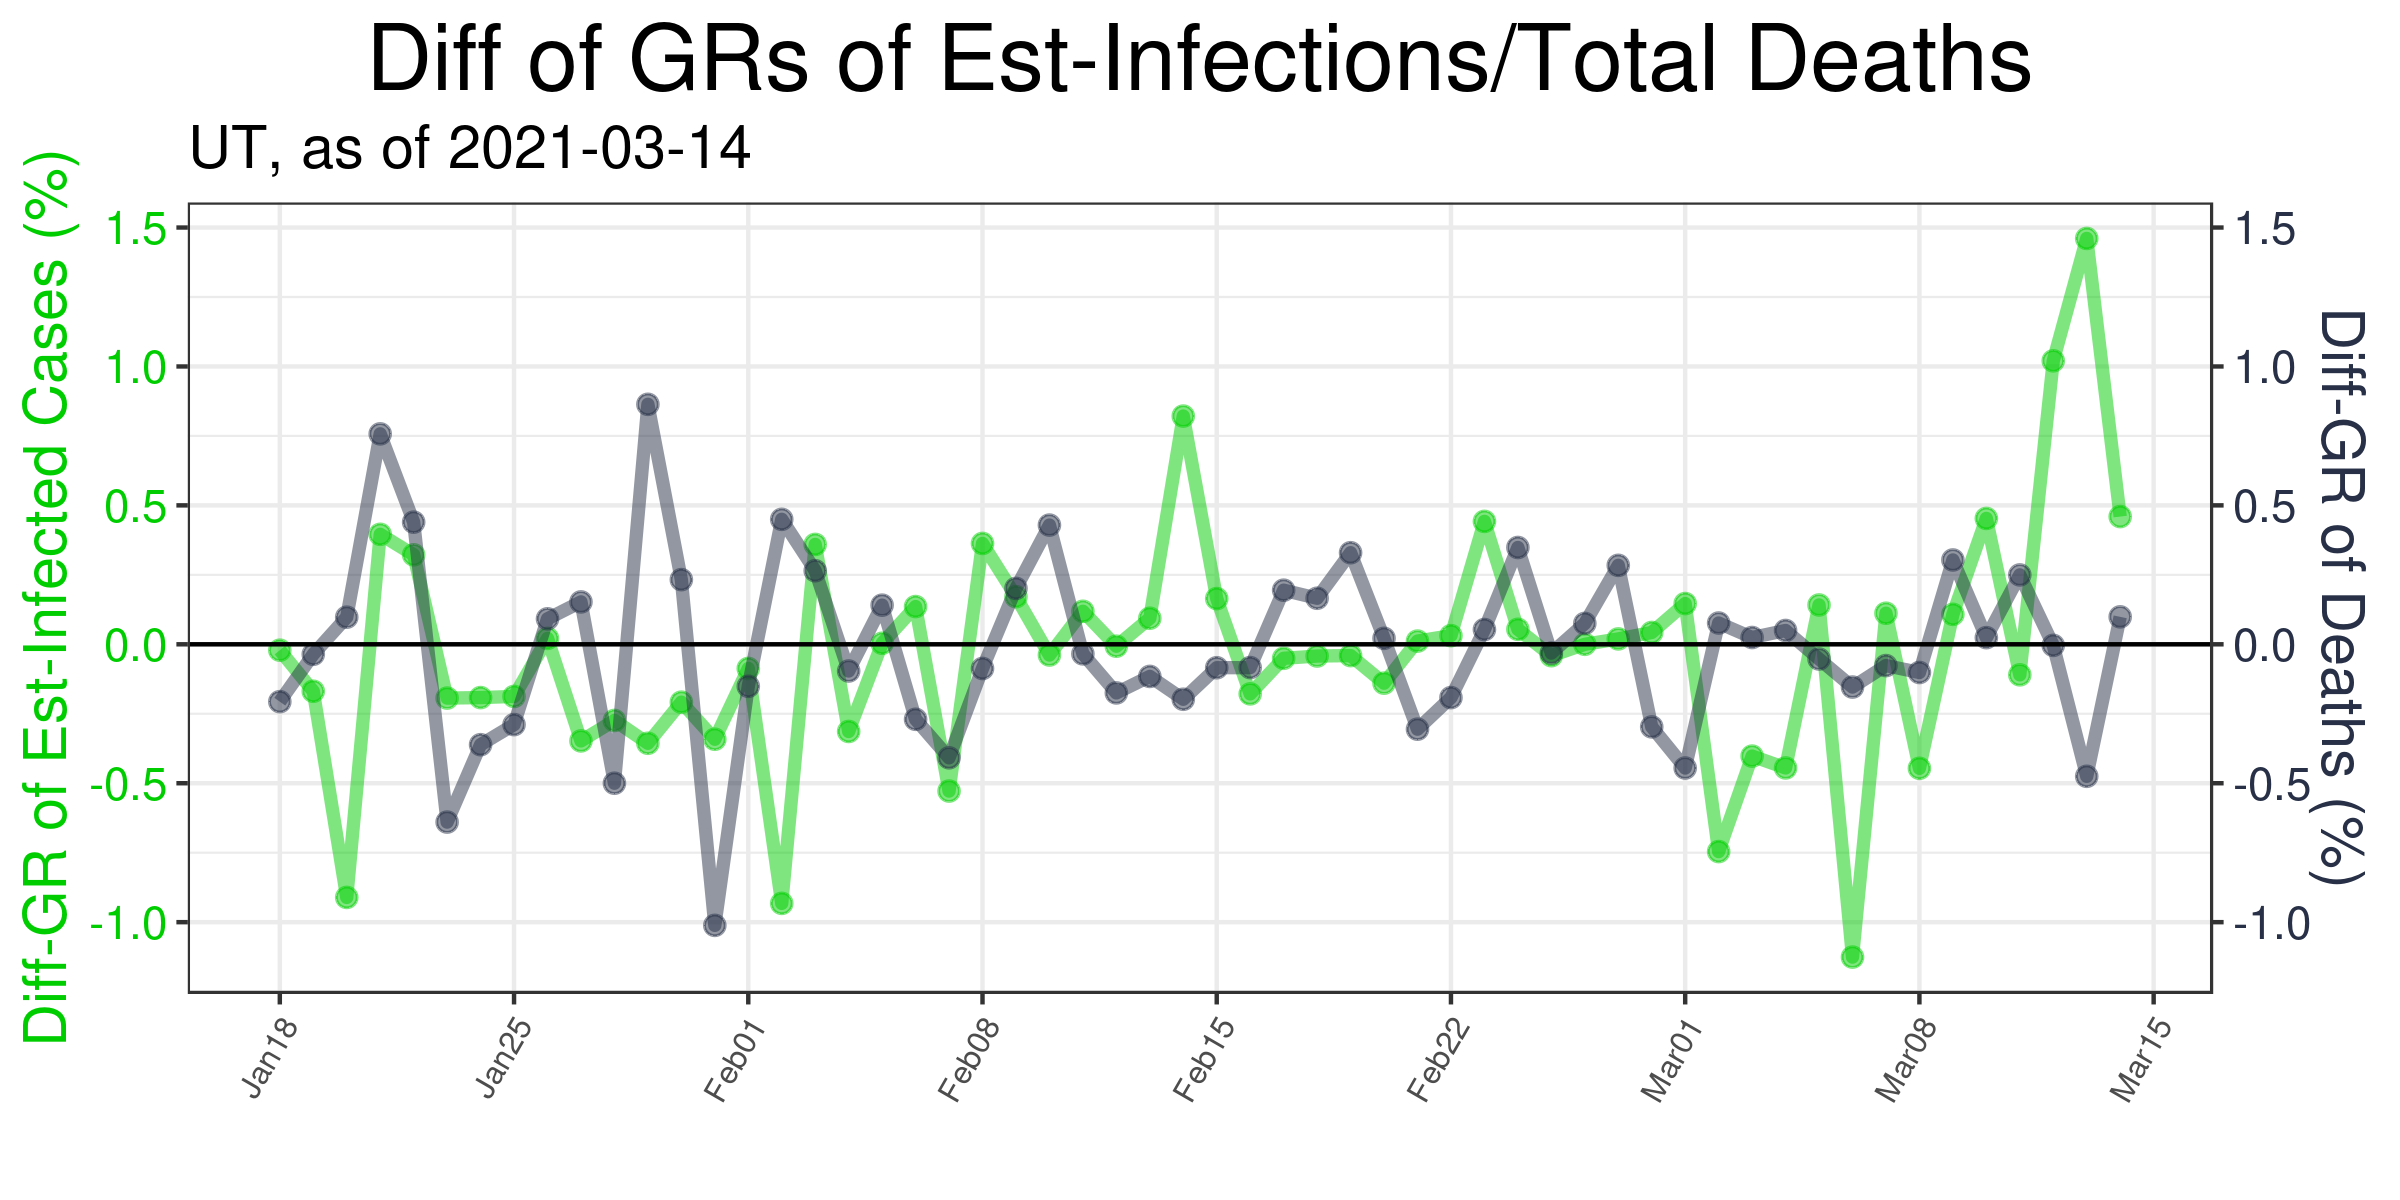 Diff of GRs of Est-Infections/Total Deaths
UT, as of 2021-03-14
Diff-GR of Est-Infected Cases (%)
1.5
1.0
0.5
0.0
-0.5
-1.0
1.5
1.0
0.5
0.0
-0.5
-1.0
Diff-GR of Deaths (%)
Jan18
Jan25
Feb01
Feb08
Feb15
Feb22
Mar01
Mar08
Mar15